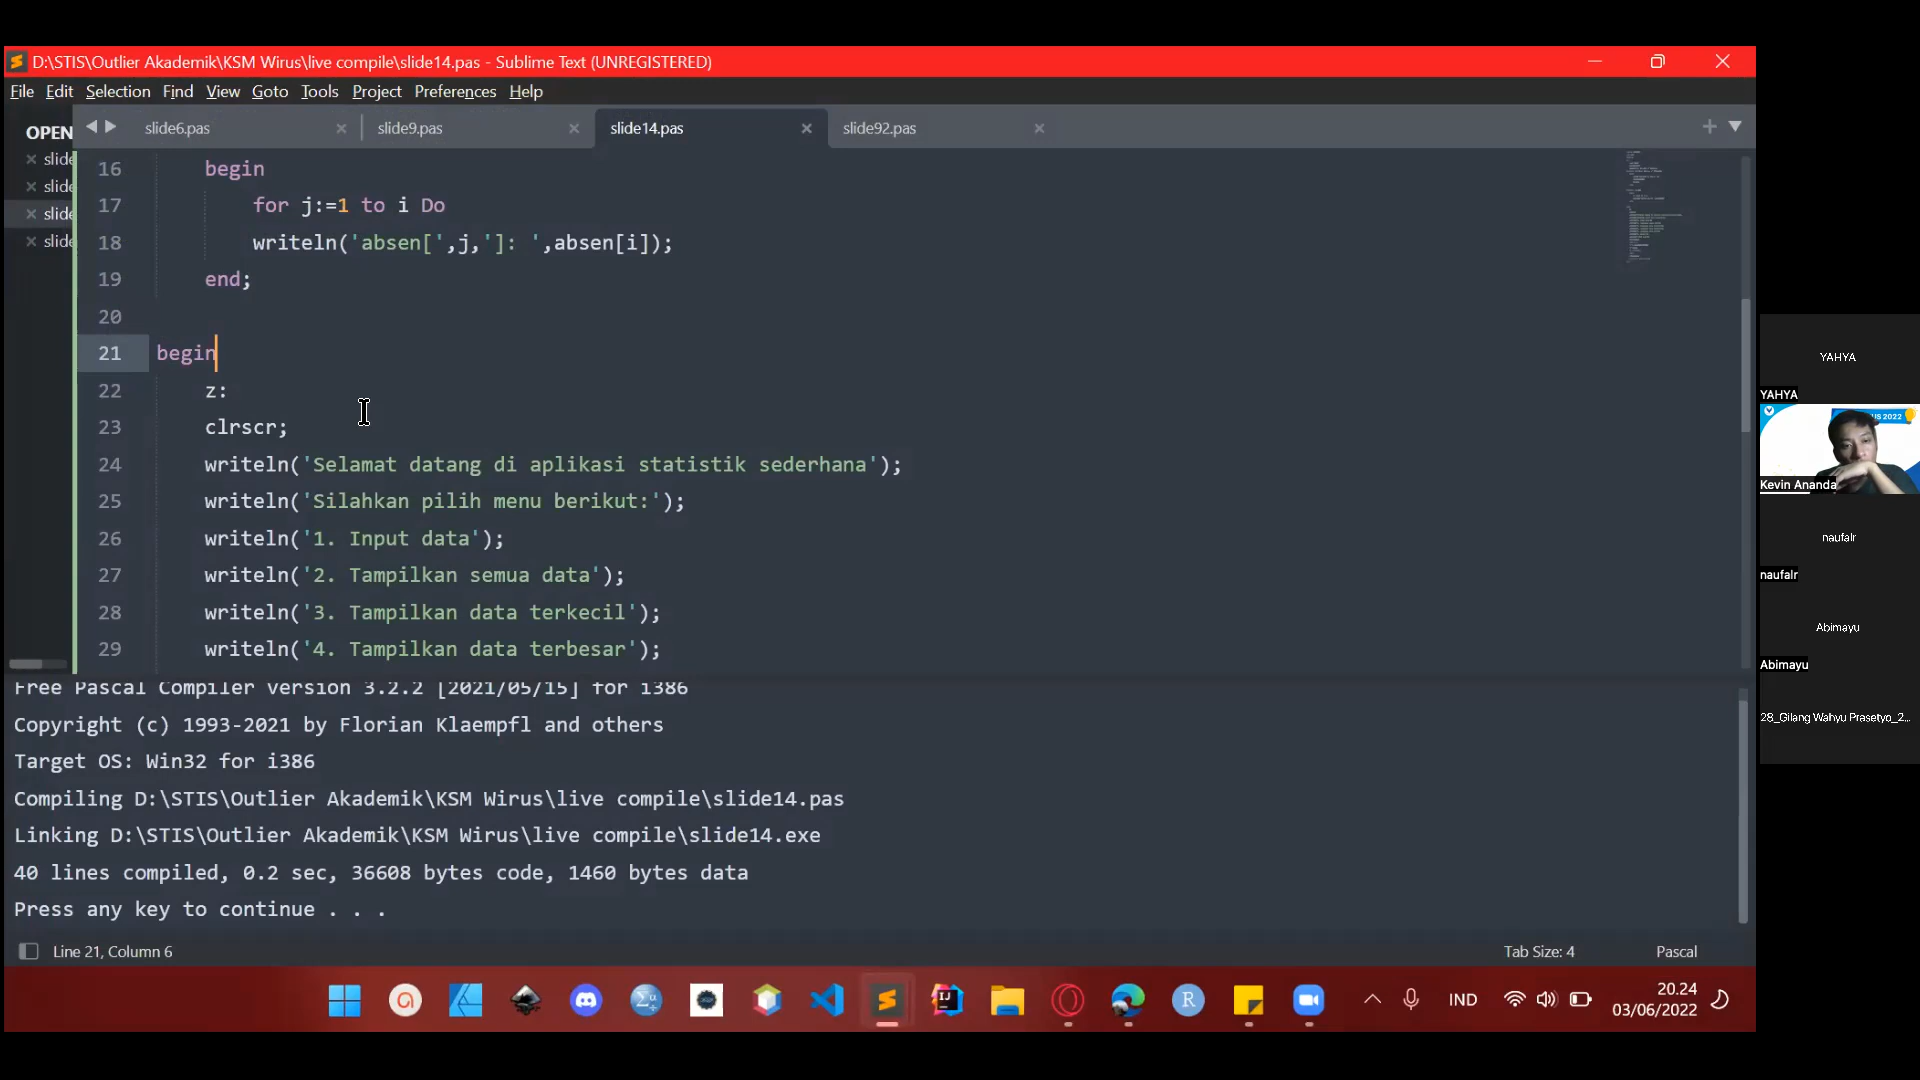 D:\STIS\Outlier Akademik\KSM Wirus\live compile\slide14.pas - Sublime Text (UNREGISTERED)
File Edit Selection Find View Goto Tools Project Preferences Help
OPEN
slide
slide
slide
slide
slide6.pas slide9.pas slide14.pas slide92.pas
16 begin
17 for j:=1 to i Do
18 writeln('absen[',j,']: ',absen[i]);
19 end;
20
21 begin
22 z:
23 clrscr;
24 writeln('Selamat datang di aplikasi statistik sederhana');
25 writeln('Silahkan pilih menu berikut:');
26 writeln('1. Input data');
27 writeln('2. Tampilkan semua data');
28 writeln('3. Tampilkan data terkecil');
29 writeln('4. Tampilkan data terbesar');
Free Pascal Compiler version 3.2.2 [2021/05/15] for i386
Copyright (c) 1993-2021 by Florian Klaempfl and others
Target OS: Win32 for i386
Compiling D:\STIS\Outlier Akademik\KSM Wirus\live compile\slide14.pas
Linking D:\STIS\Outlier Akademik\KSM Wirus\live compile\slide14.exe
40 lines compiled, 0.2 sec, 36608 bytes code, 1460 bytes data
Press any key to continue . . .
Line 21, Column 6 Tab Size: 4 Pascal
IND
20.24
03/06/2022
YAHYA
YAHYA
US 2022
Kevin Ananda
naufalr
naufalr
Abimayu
Abimayu
28_Gilang Wahyu Prasetyo_2...